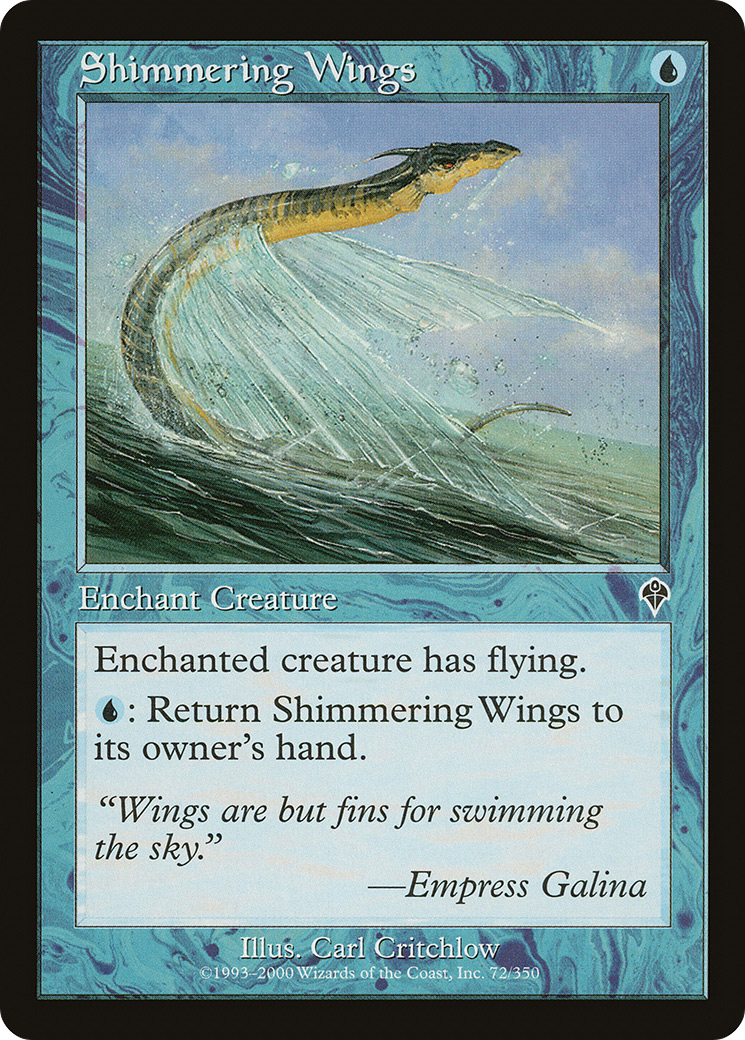 Shimmering Wings
Enchant Creature
Enchanted creature has flying.
: Return Shimmering Wings to
its owner's hand.
“Wings are but fins for swimming
the sky.”
—Empress Galina
Illus. Carl Critchlow
©1993–2000 Wizards of the Coast, Inc. 72/350